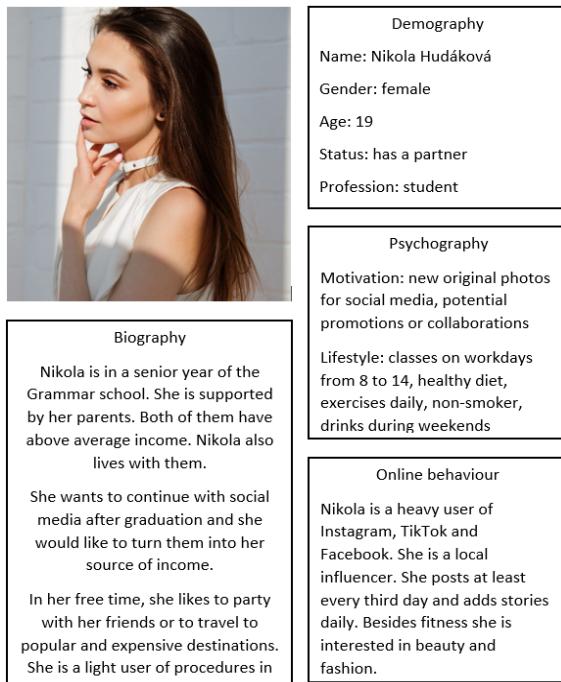 Demography
Name: Nikola Hudáková
Gender: female
Age: 19
Status: has a partner
Profession: student
Psychography
Motivation: new original photos
for social media, potential
promotions or collaborations
Lifestyle: classes on workdays
from 8 to 14, healthy diet,
exercises daily, non-smoker,
drinks during weekends
Biography
Nikola is in a senior year of the
Grammar school. She is supported
by her parents. Both of them have
above average income. Nikola also
lives with them.
She wants to continue with social
media after graduation and she
would like to turn them into her
source of income.
In her free time, she likes to party
with her friends or to travel to
popular and expensive destinations.
She is a light user of procedures in
Online behaviour
Nikola is a heavy user of
Instagram, TikTok and
Facebook. She is a local
influencer. She posts at least
every third day and adds stories
daily. Besides fitness she is
interested in beauty and
fashion.